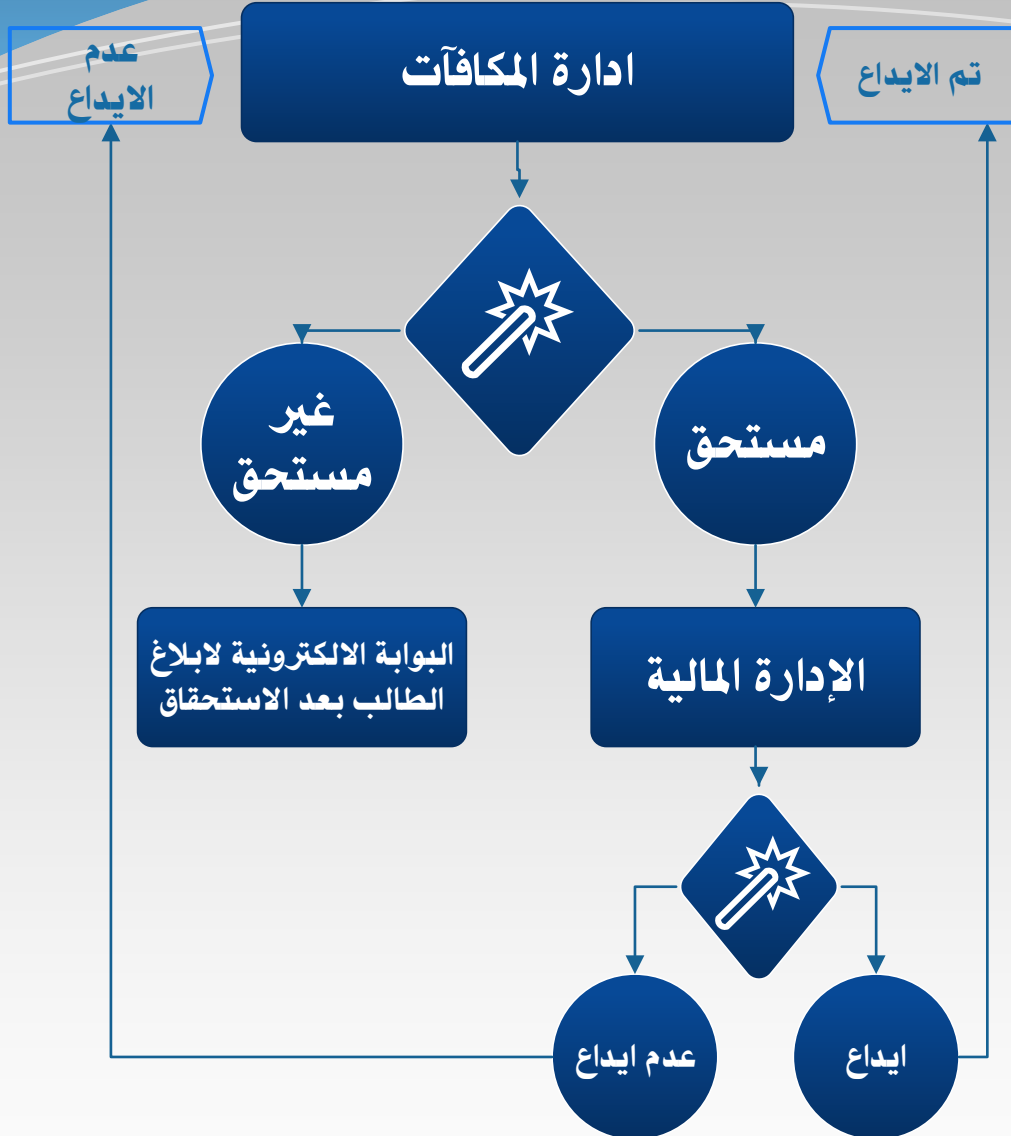 ادارة المكافآت
تم الايداع
عدم
الايداع
مستحق
غير
مستحق
الإدارة المالية
البوابة الالكترونية لابلاغ
الطالب بعد الاستحقاق
ايداع
عدم ايداع